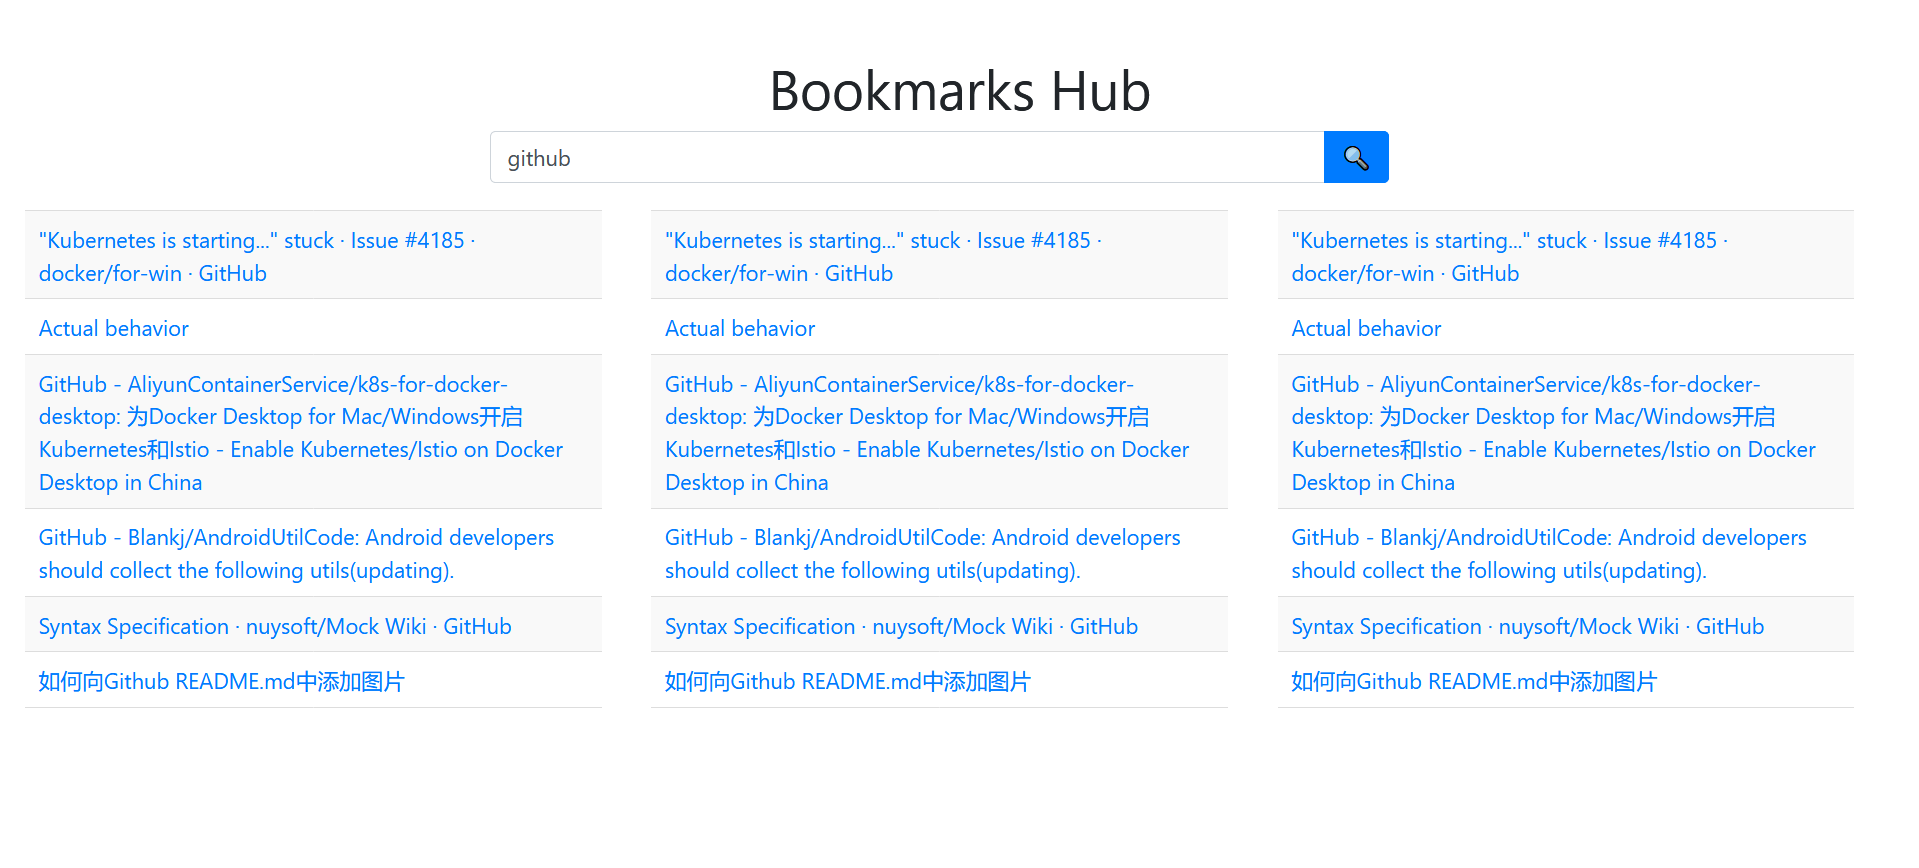 Bookmarks Hub
github
"Kubernetes is starting..." stuck · Issue #4185 ·
docker/for-win · GitHub
Actual behavior
GitHub - AliyunContainerService/k8s-for-docker-
desktop: 为Docker Desktop for Mac/Windows开启
Kubernetes和Istio - Enable Kubernetes/Istio on Docker
Desktop in China
GitHub - Blankj/AndroidUtilCode: Android developers
should collect the following utils(updating).
Syntax Specification · nuysoft/Mock Wiki · GitHub
如何向Github README.md中添加图片
"Kubernetes is starting..." stuck · Issue #4185 ·
docker/for-win · GitHub
Actual behavior
GitHub - AliyunContainerService/k8s-for-docker-
desktop: 为Docker Desktop for Mac/Windows开启
Kubernetes和Istio - Enable Kubernetes/Istio on Docker
Desktop in China
GitHub - Blankj/AndroidUtilCode: Android developers
should collect the following utils(updating).
Syntax Specification · nuysoft/Mock Wiki · GitHub
如何向Github README.md中添加图片
"Kubernetes is starting..." stuck · Issue #4185 ·
docker/for-win · GitHub
Actual behavior
GitHub - AliyunContainerService/k8s-for-docker-
desktop: 为Docker Desktop for Mac/Windows开启
Kubernetes和Istio - Enable Kubernetes/Istio on Docker
Desktop in China
GitHub - Blankj/AndroidUtilCode: Android developers
should collect the following utils(updating).
Syntax Specification · nuysoft/Mock Wiki · GitHub
如何向Github README.md中添加图片